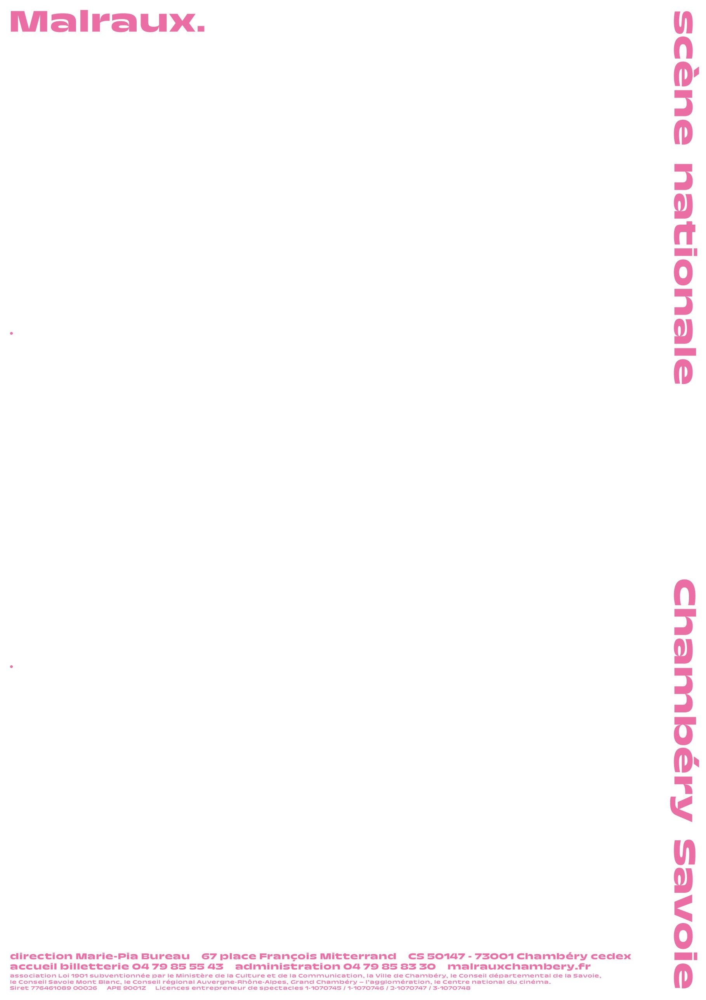 Malraux.
scène nationale
Chambéry Savoie
direction Marie-Pia Bureau 67 place François Mitterrand CS 50147 - 73001 Chambéry cedex
accueil billetterie 04 79 85 55 43 administration 04 79 85 83 30 malrauxchambery.fr
association Loi 1901 subventionnée par le Ministère de la Culture et de la Communication, la Ville de Chambéry, le Conseil départemental de la Savoie,
le Conseil Savoie Mont Blanc, le Conseil régional Auvergne-Rhône-Alpes, Grand Chambéry – l’agglomération, le Centre national du cinéma.
Siret 776461089 00026 APE 9001Z Licences entrepreneur de spectacles 1-1070745 / 1-1070746 / 2-1070747 / 3-1070748